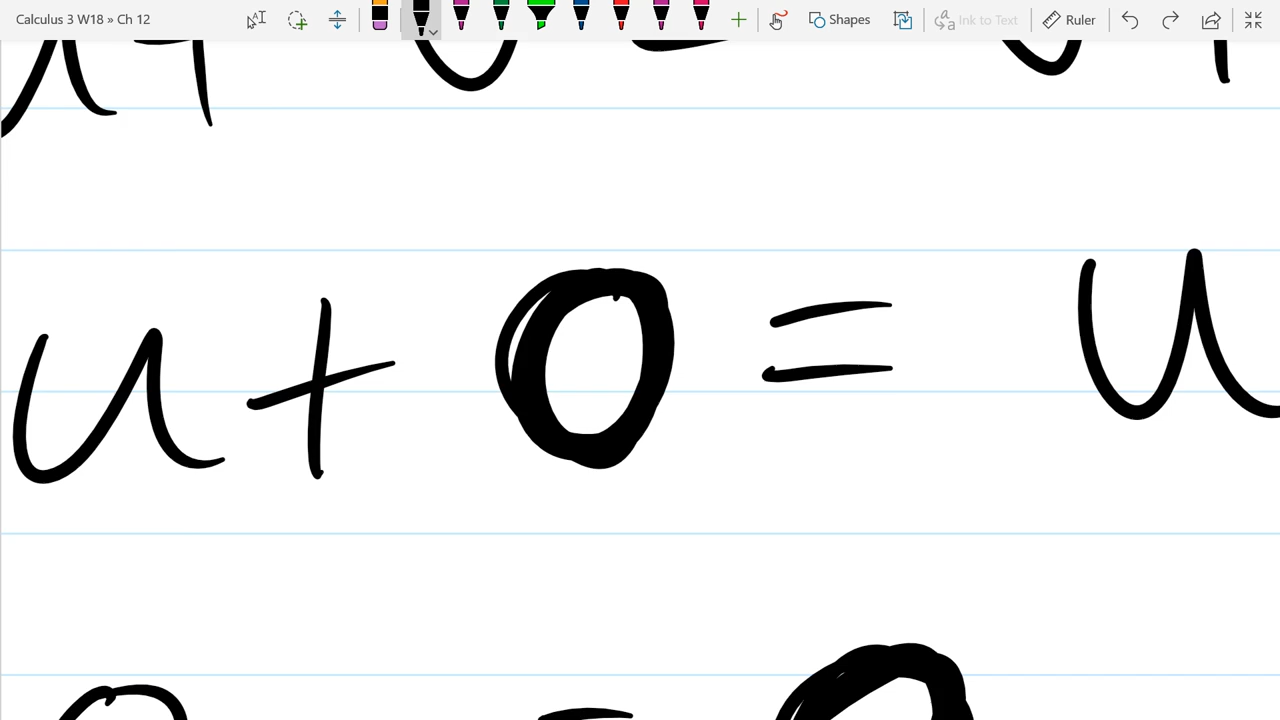 Calculus 3 W18 » Ch 12 Ink to Text Shapes Ruler
u + 0 = u